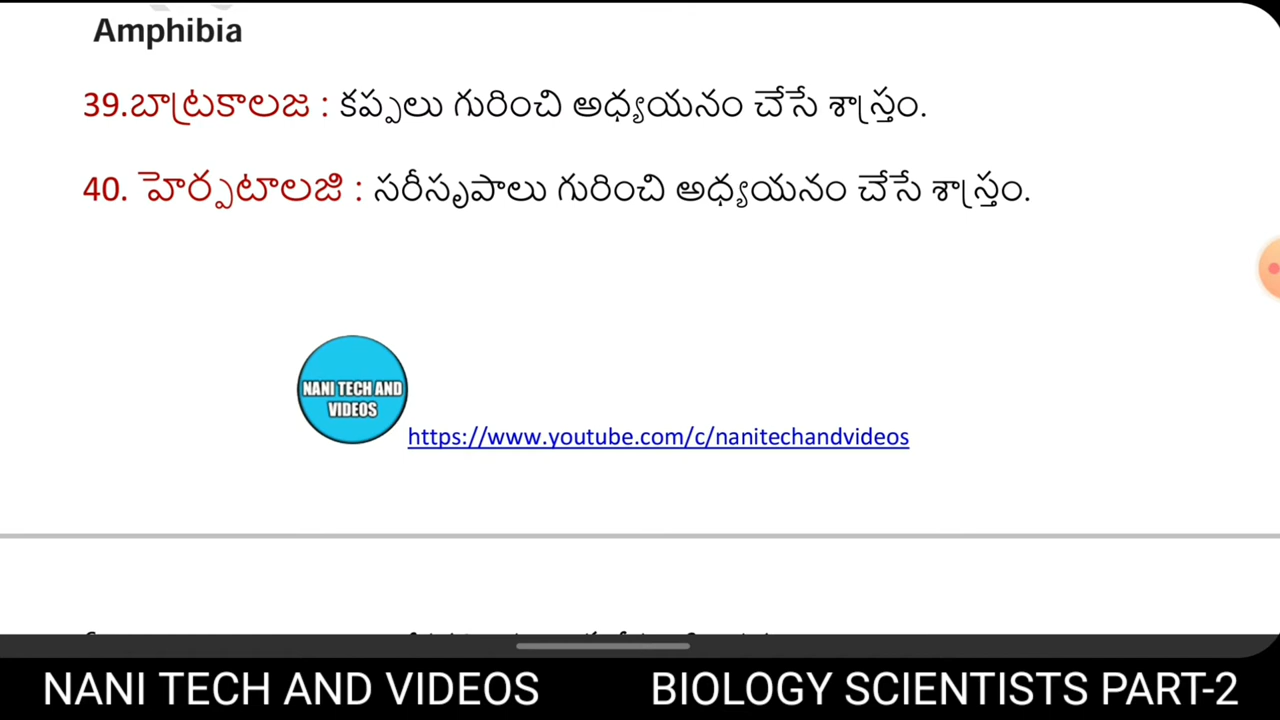 Amphibia
39.బాట్రకాలజ : కప్పలు గురించి అధ్యయనం చేసే శాస్త్రం.
40. హెర్పటాలజి : సరీసృపాలు గురించి అధ్యయనం చేసే శాస్త్రం.
NANI TECH AND
VIDEOS
https://www.youtube.com/c/nanitechandvideos
NANI TECH AND VIDEOS BIOLOGY SCIENTISTS PART-2